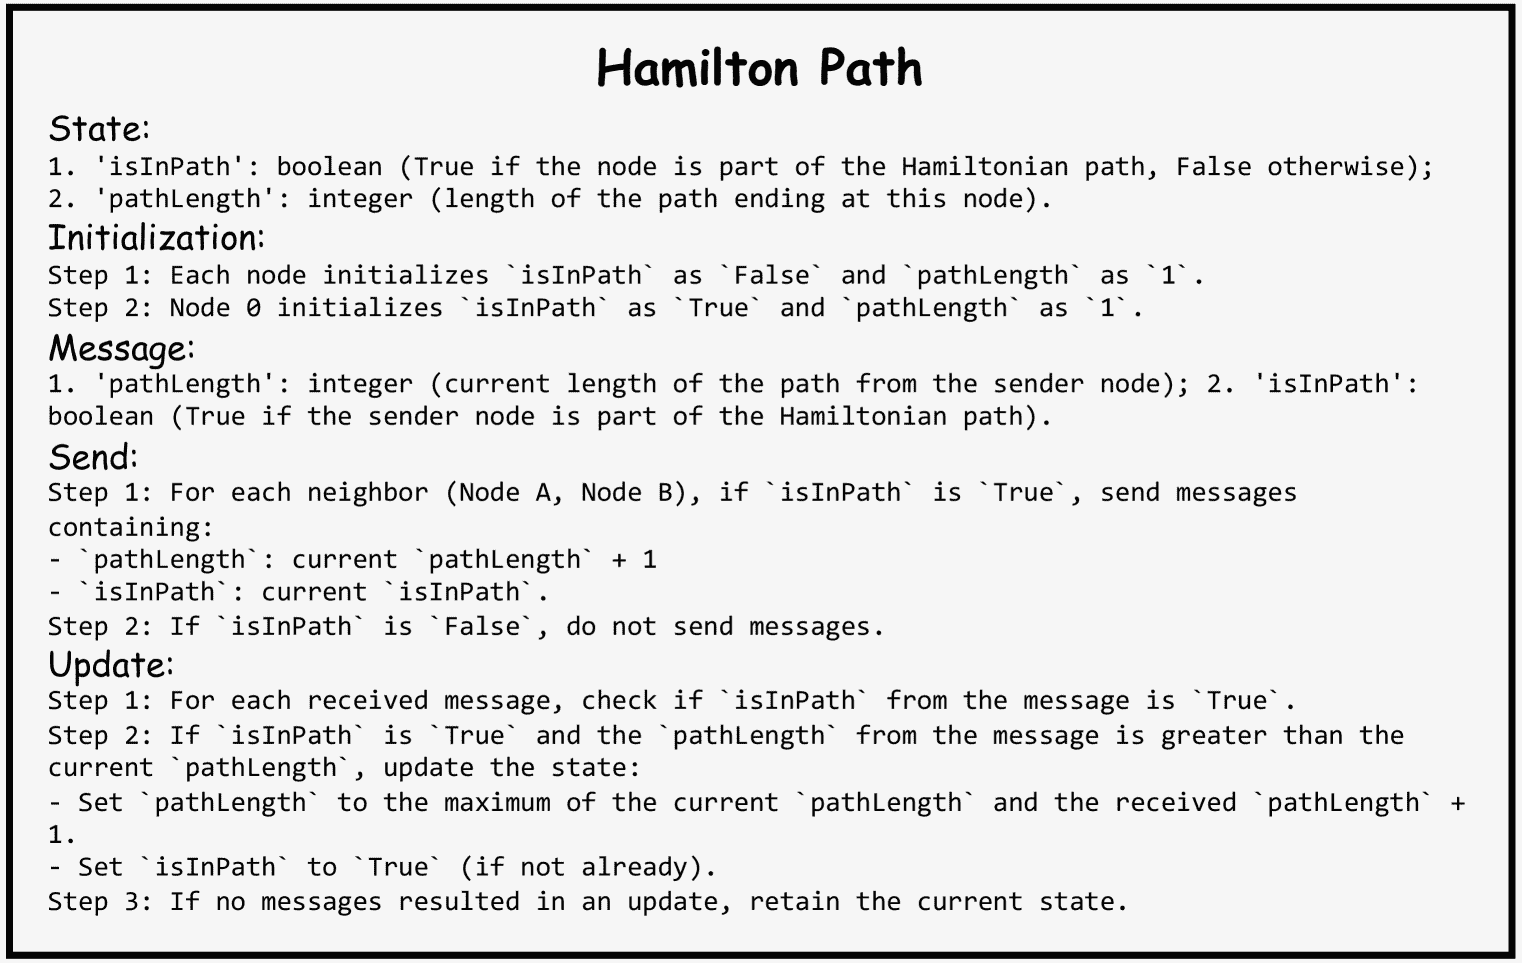 Hamilton Path
State:
1. 'isInPath': boolean (True if the node is part of the Hamiltonian path, False otherwise);
2. 'pathLength': integer (length of the path ending at this node).
Initialization:
Step 1: Each node initializes `isInPath` as `False` and `pathLength` as `1`.
Step 2: Node 0 initializes `isInPath` as `True` and `pathLength` as `1`.
Message:
1. 'pathLength': integer (current length of the path from the sender node); 2. 'isInPath':
boolean (True if the sender node is part of the Hamiltonian path).
Send:
Step 1: For each neighbor (Node A, Node B), if `isInPath` is `True`, send messages
containing:
- `pathLength`: current `pathLength` + 1
- `isInPath`: current `isInPath`.
Step 2: If `isInPath` is `False`, do not send messages.
Update:
Step 1: For each received message, check if `isInPath` from the message is `True`.
Step 2: If `isInPath` is `True` and the `pathLength` from the message is greater than the
current `pathLength`, update the state:
- Set `pathLength` to the maximum of the current `pathLength` and the received `pathLength` +
1.
- Set `isInPath` to `True` (if not already).
Step 3: If no messages resulted in an update, retain the current state.